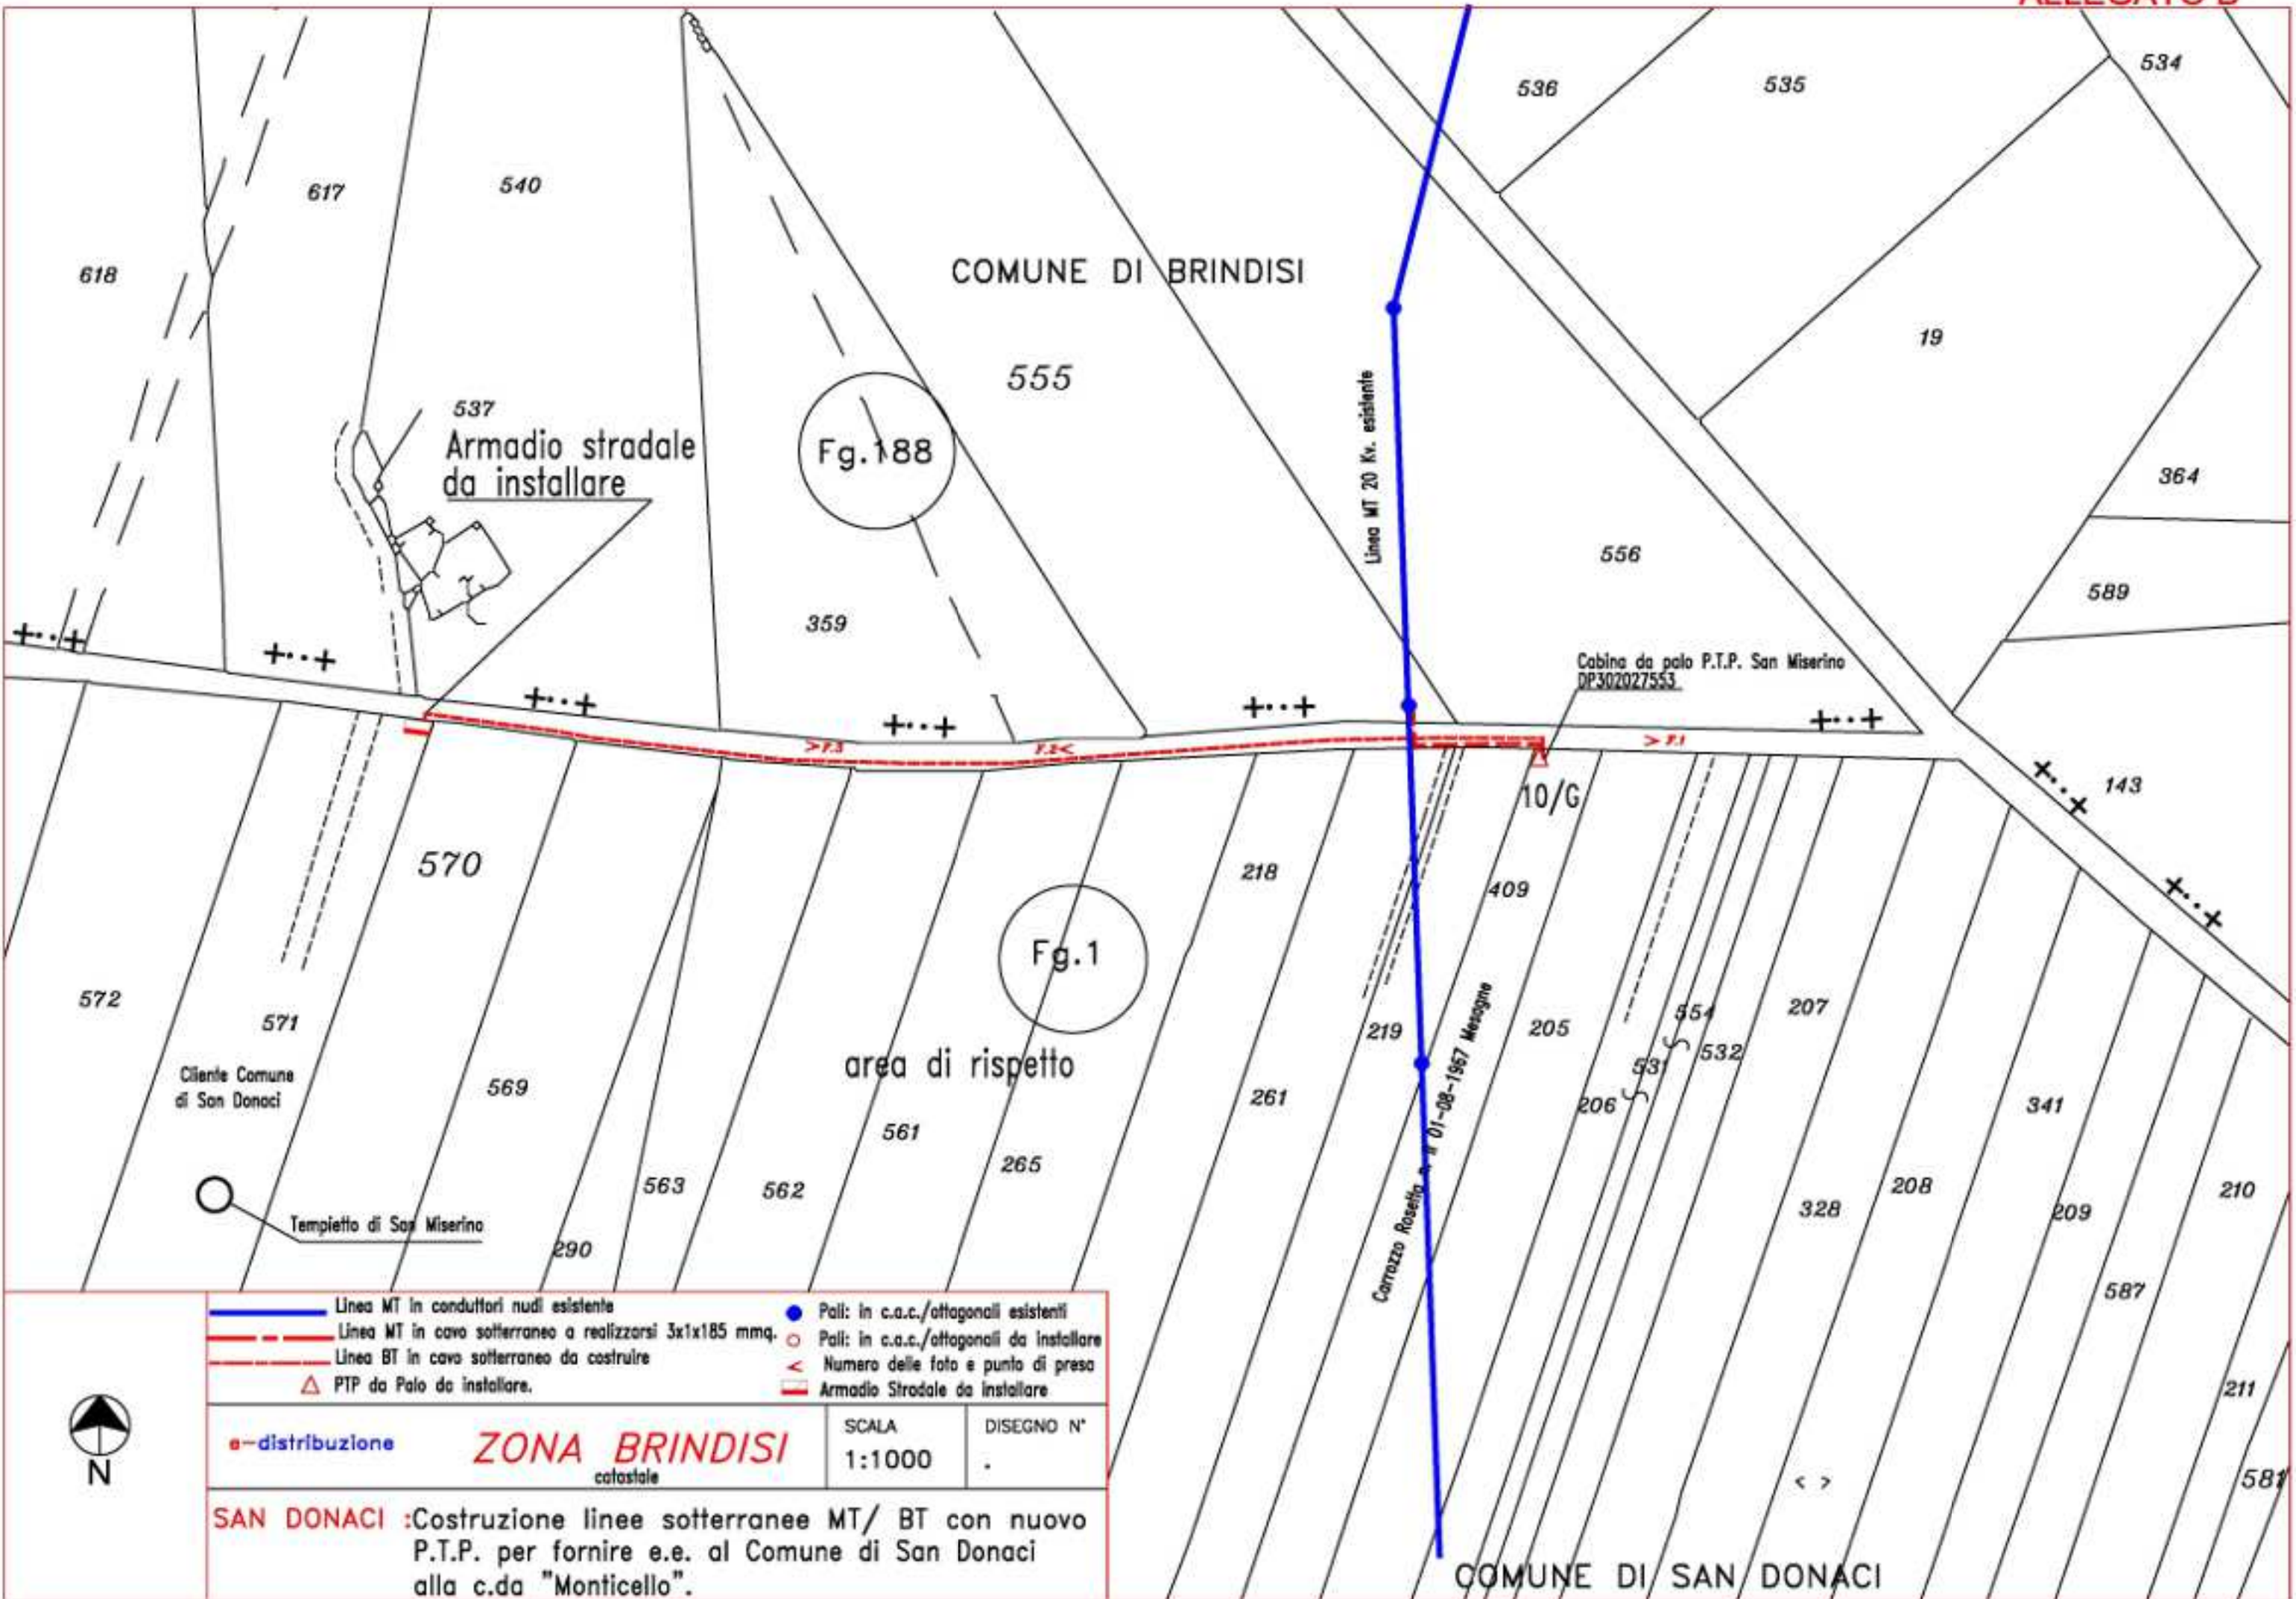 536
535
534
617
540
618
COMUNE DI BRINDISI
19
555
537
Armadio stradale
da installare
Fg.188
Linea MT 20 Kv. esistente
364
556
589
359
Cabina da palo P.T.P. San Miserino
DP302027553
>F.3
F.2<
> F.1
143
10/G
570
218
409
Fg.1
572
571
219
205
554
207
532
531
Carrozzo Rosetta n. il 01-08-1967 Mesagne
area di rispetto
Cliente Comune
di San Donaci
569
261
206
341
561
265
563
562
328
208
209
210
Tempietto di San Miserino
290
587
Linea MT in conduttori nudi esistente
Linea MT in cavo sotterraneo a realizzarsi 3x1x185 mmq.
Linea BT in cavo sotterraneo da costruire
PTP da Palo da installare.
Pali: in c.a.c./ottagonali esistenti
Pali: in c.a.c./ottagonali da installare
< Numero delle foto e punto di presa
Armadio Stradale da installare
211
N
e-distribuzione
ZONA BRINDISI
catastale
SCALA
1:1000
DISEGNO N°
.
< >
581
SAN DONACI :Costruzione linee sotterranee MT/ BT con nuovo
P.T.P. per fornire e.e. al Comune di San Donaci
alla c.da "Monticello".
COMUNE DI SAN DONACI